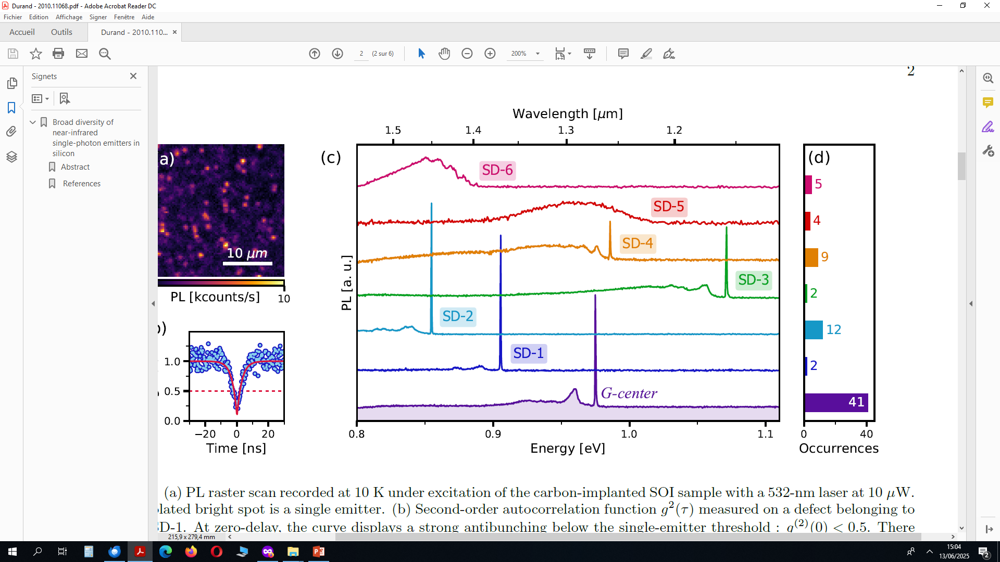 Durand - 2010.11068.pdf - Adobe Acrobat Reader DC
Fichier Edition Affichage Signer Fenêtre Aide
Accueil Outils Durand - 2010.110... ×
2 (2 sur 6) 200%
Signets
Broad diversity of
near-infrared
single-photon emitters in
silicon
Abstract
References
2
a)
10 μm
PL [kcounts/s] 10
)
1.0
0.5
0.0
−20 0 20
Time [ns]
(c)
Wavelength [μm]
1.5 1.4 1.3 1.2
PL [a. u.]
SD-6
SD-5
SD-4
SD-3
SD-2
SD-1
G-center
0.8 0.9 1.0 1.1
Energy [eV]
(d)
5
4
9
2
12
2
41
0 40
Occurrences
(a) PL raster scan recorded at 10 K under excitation of the carbon-implanted SOI sample with a 532-nm laser at 10 μW.
lated bright spot is a single emitter. (b) Second-order autocorrelation function g²(τ) measured on a defect belonging to
SD-1. At zero-delay, the curve displays a strong antibunching below the single-emitter threshold : g⁽²⁾(0) < 0.5. There
215,9 x 279,4 mm
15:04
13/06/2025
2